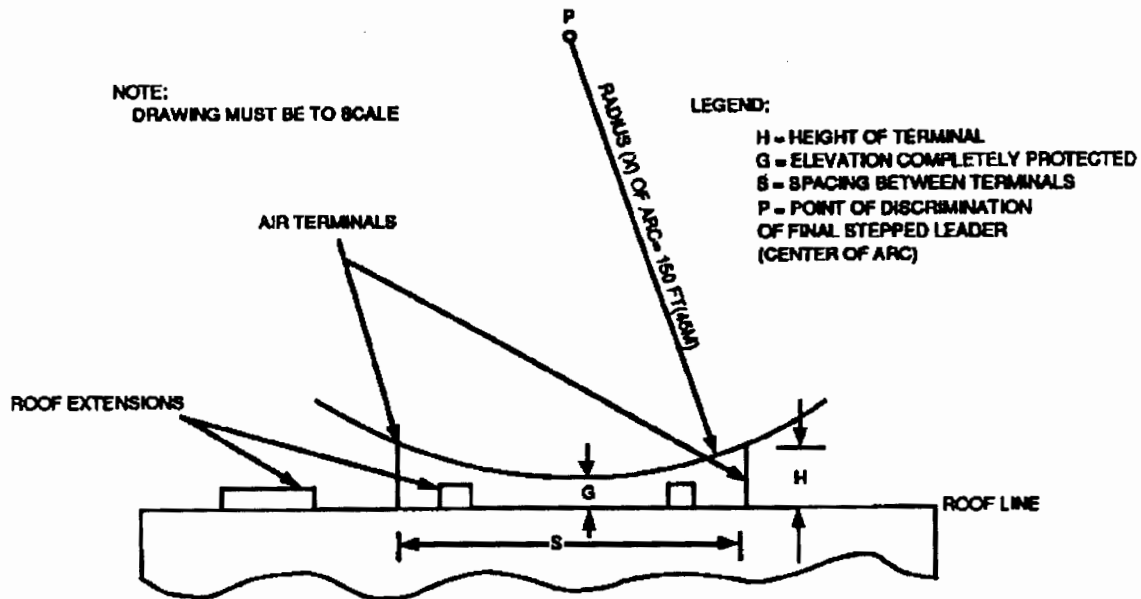 P
NOTE:
DRAWING MUST BE TO SCALE
RADIUS (X) OF ARC= 150 FT(46M)
LEGEND:
H = HEIGHT OF TERMINAL
G = ELEVATION COMPLETELY PROTECTED
S = SPACING BETWEEN TERMINALS
P = POINT OF DISCRIMINATION
OF FINAL STEPPED LEADER
(CENTER OF ARC)
AIR TERMINALS
ROOF EXTENSIONS
H
G
ROOF LINE
S